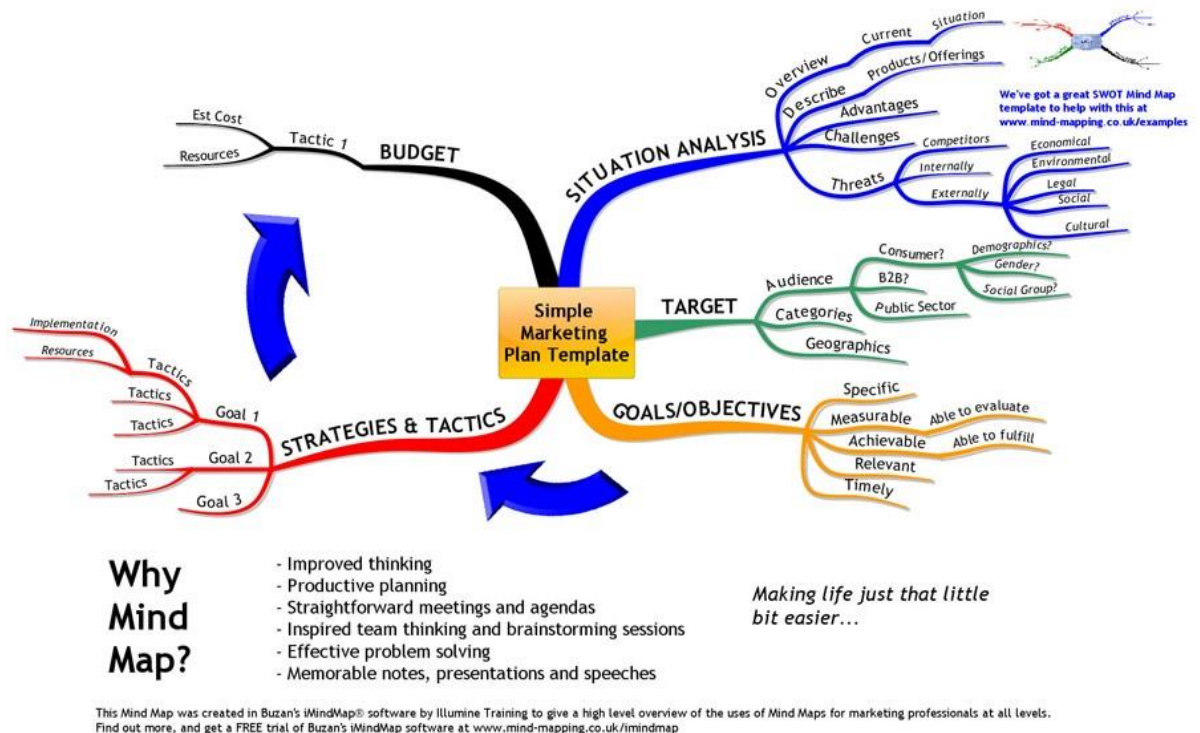 Simple
Marketing
Plan Template
SITUATION ANALYSIS
Overview
Current
Situation
Describe
Products/Offerings
Advantages
Challenges
Threats
Competitors
Internally
Externally
Economical
Environmental
Legal
Social
Cultural
We've got a great SWOT Mind Map
template to help with this at
www.mind-mapping.co.uk/examples
TARGET
Audience
Consumer?
Demographics?
Gender?
Social Group?
B2B?
Public Sector
Categories
Geographics
GOALS/OBJECTIVES
Specific
Measurable
Able to evaluate
Achievable
Able to fulfill
Relevant
Timely
STRATEGIES & TACTICS
Goal 1
Tactics
Implementation
Resources
Tactics
Tactics
Goal 2
Tactics
Tactics
Goal 3
BUDGET
Tactic 1
Est Cost
Resources
Why
Mind
Map?
- Improved thinking
- Productive planning
- Straightforward meetings and agendas
- Inspired team thinking and brainstorming sessions
- Effective problem solving
- Memorable notes, presentations and speeches
Making life just that little
bit easier...
This Mind Map was created in Buzan's iMindMap® software by Illumine Training to give a high level overview of the uses of Mind Maps for marketing professionals at all levels.
Find out more, and get a FREE trial of Buzan's iMindMap software at www.mind-mapping.co.uk/imindmap